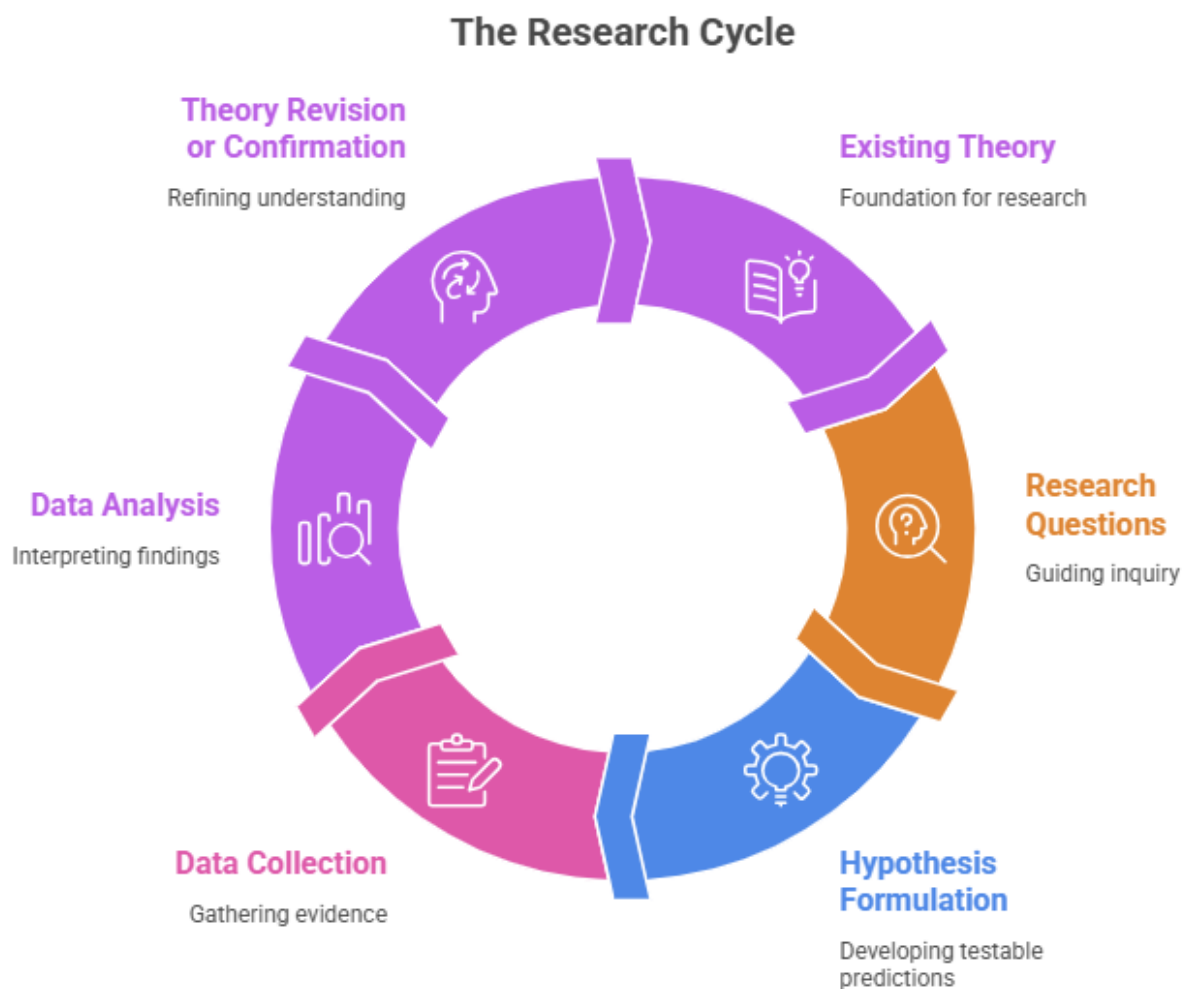 The Research Cycle
Theory Revision
or Confirmation
Refining understanding
Existing Theory
Foundation for research
Research
Questions
Guiding inquiry
Hypothesis
Formulation
Developing testable
predictions
Data Collection
Gathering evidence
Data Analysis
Interpreting findings